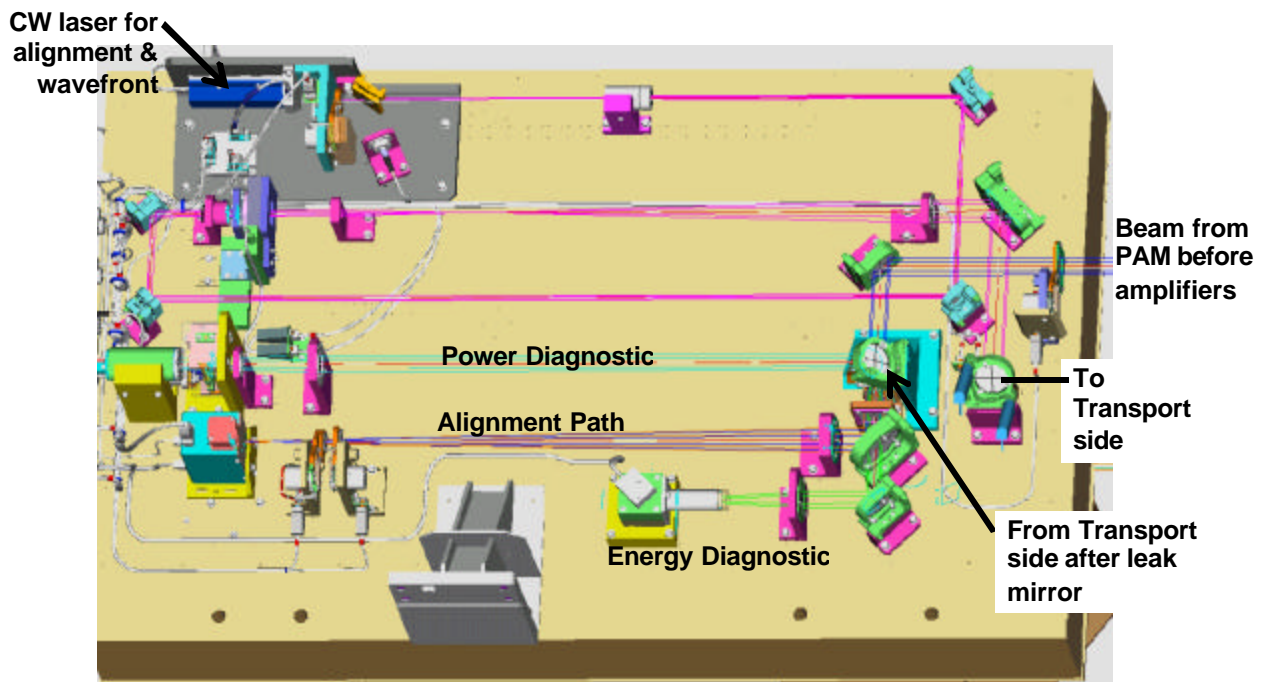 CW laser for
alignment &
wavefront
Beam from
PAM before
amplifiers
Power Diagnostic
To
Transport
side
Alignment Path
From Transport
side after leak
mirror
Energy Diagnostic